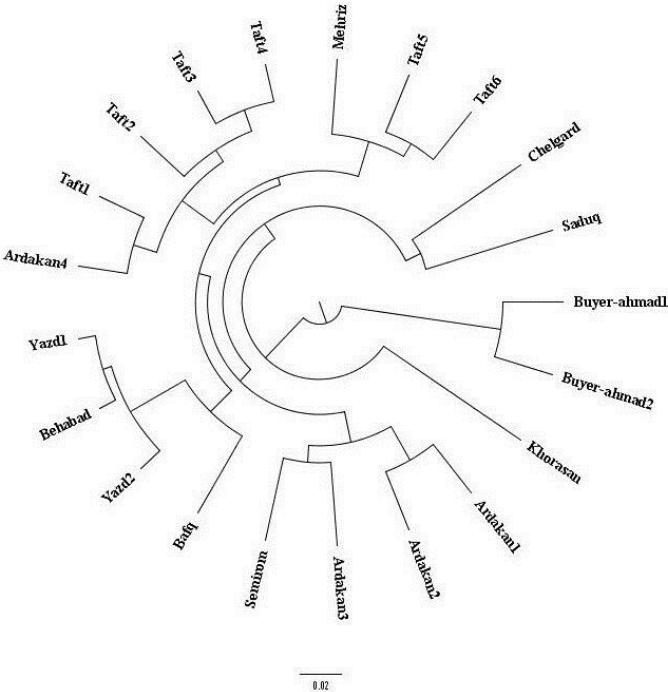 Mehriz
Taft5
Taft6
Chelgard
Saduq
Buyer-ahmad1
Buyer-ahmad2
Khorasan
Ardakan1
Ardakan2
Ardakan3
Semirom
Bafq
Yazd2
Behabad
Yazd1
Ardakan4
Taft1
Taft2
Taft3
Taft4
0.02